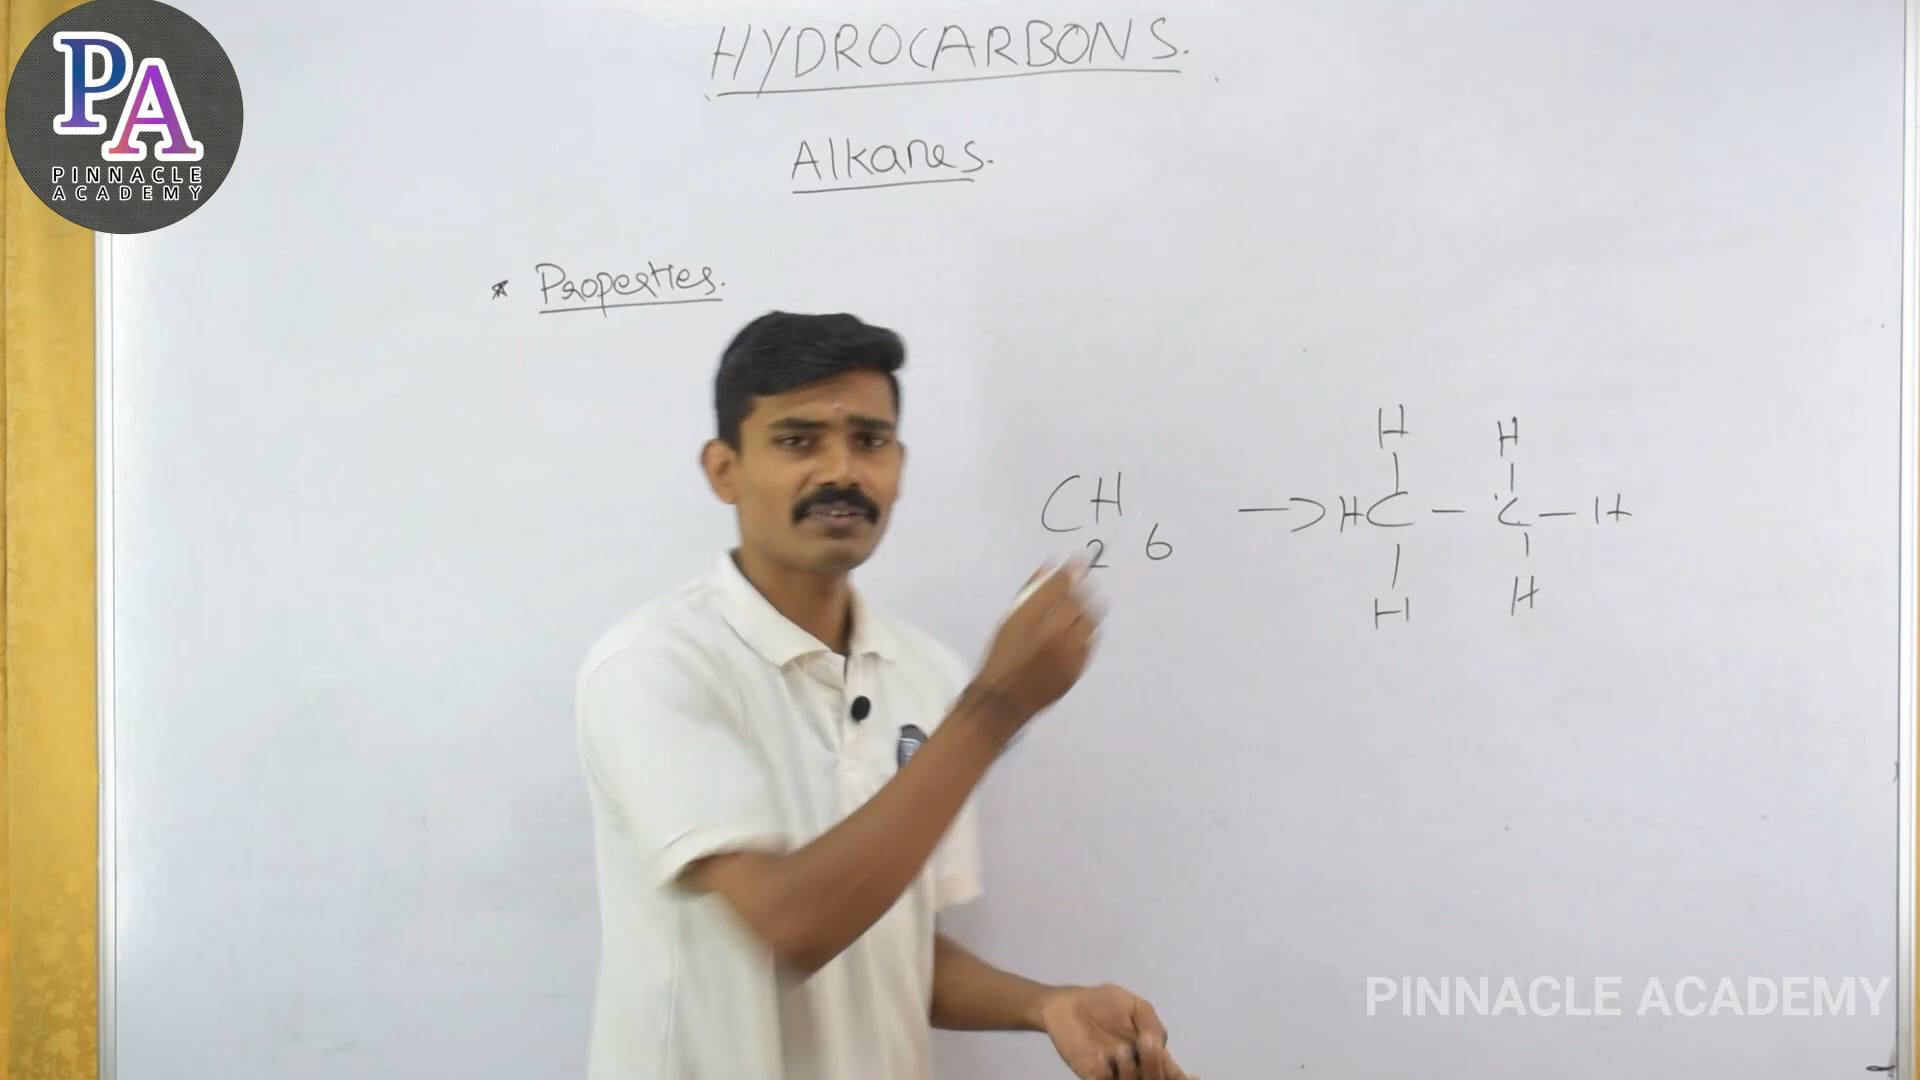 PA
PINNACLE
ACADEMY
HYDROCARBONS.
Alkanes.
* Properties.
H H
CH → HC - C - H
2 6
H H
PINNACLE ACADEMY